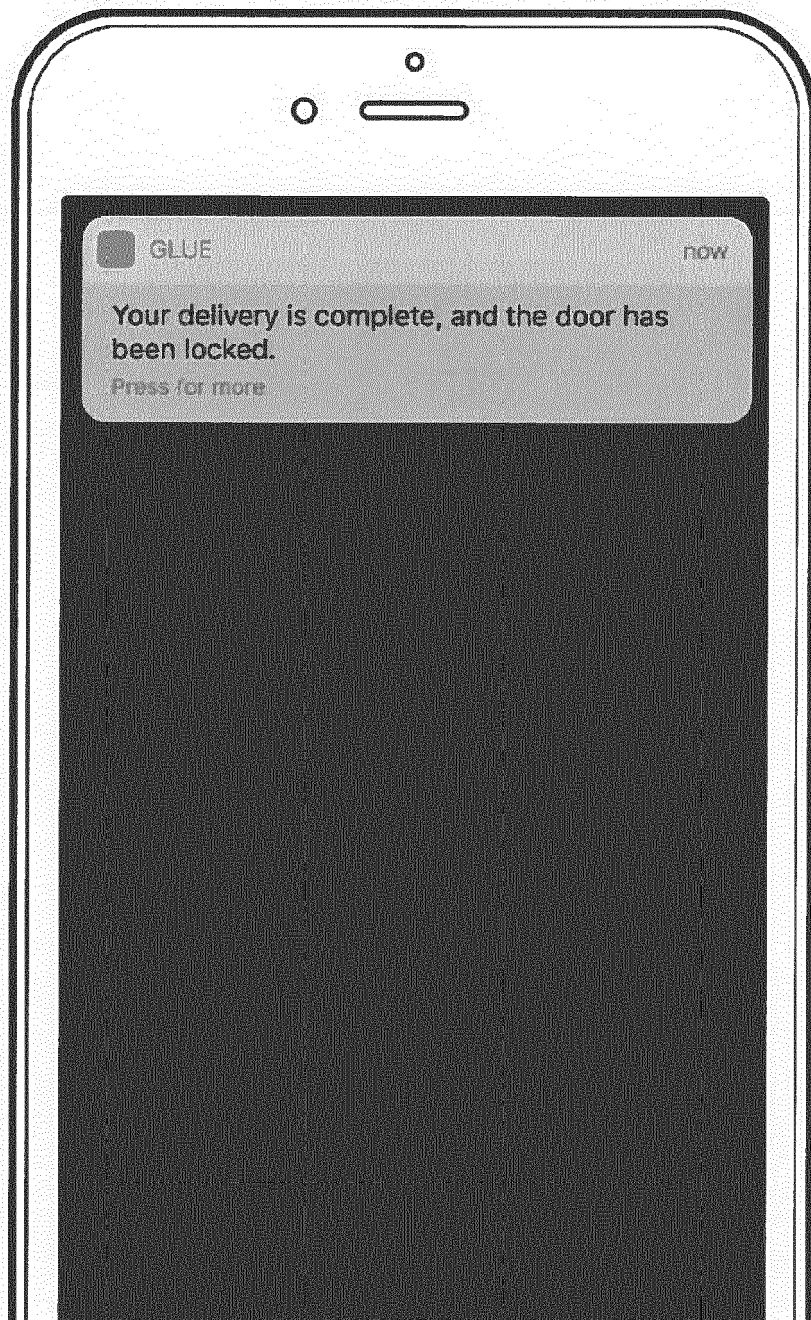 GLUE now
Your delivery is complete, and the door has
been locked.
Press for more